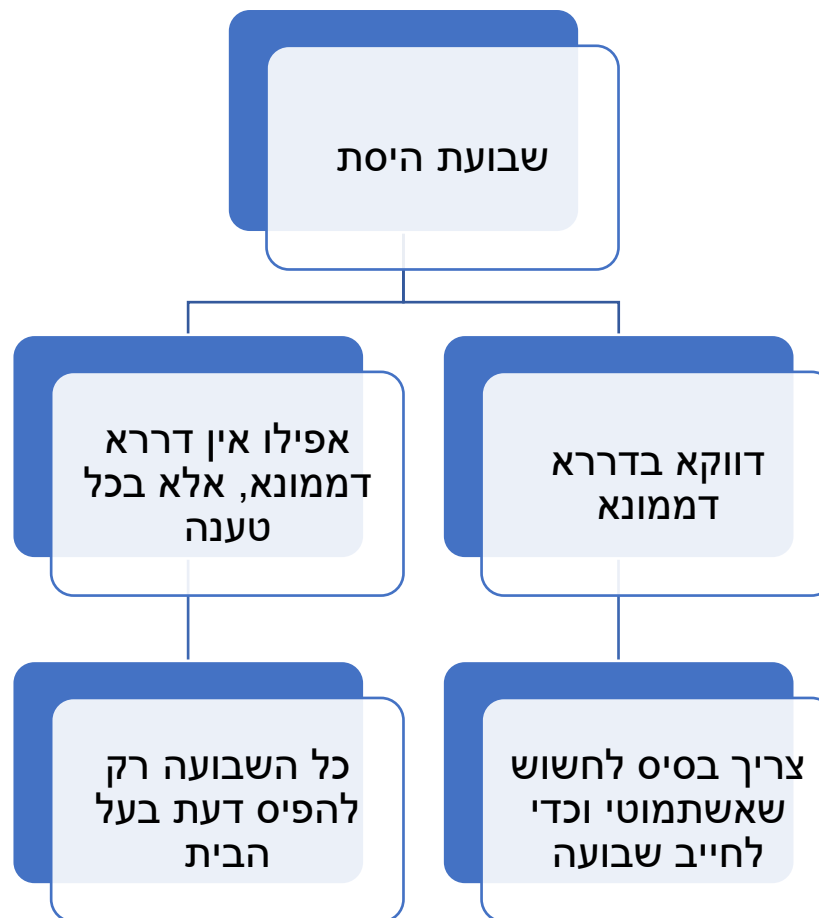 שבועת היסת
דווקא בדררא
דממונא
אפילו אין דררא
דממונא, אלא בכל
טענה
צריך בסיס לחשוש
שאשתמוטי וכדי
לחייב שבועה
כל השבועה רק
להפיס דעת בעל
הבית